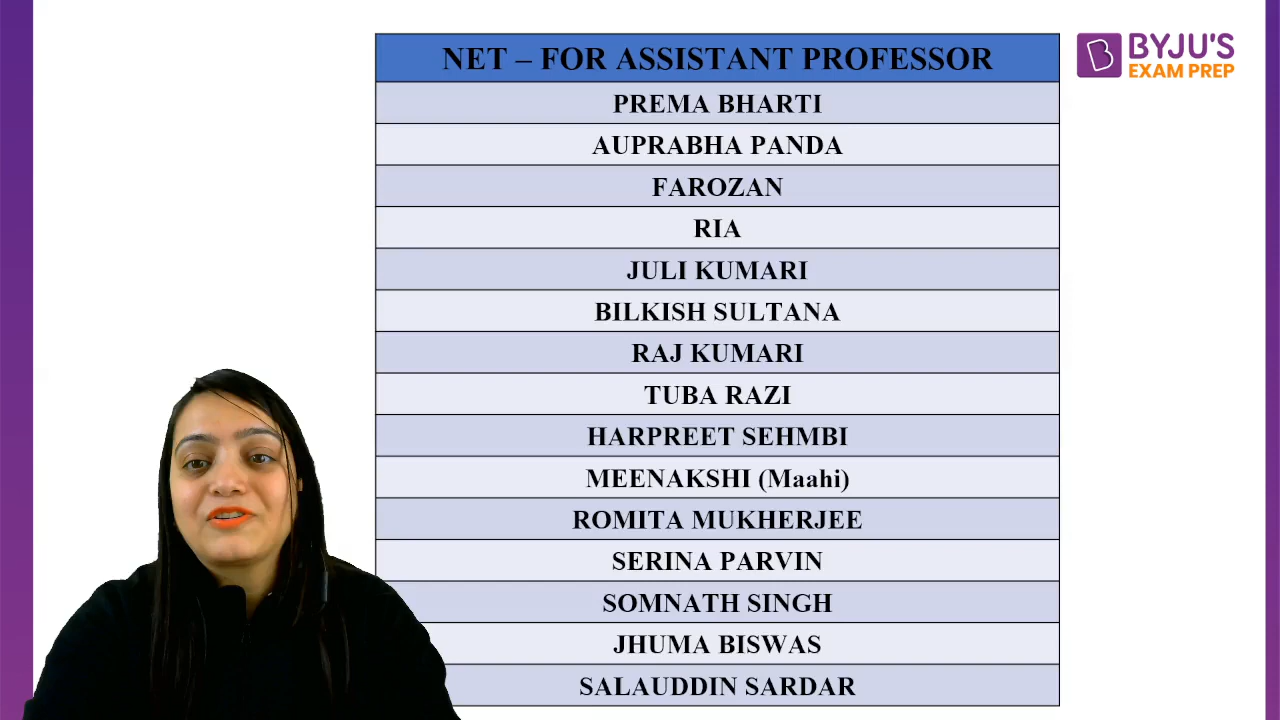 NET – FOR ASSISTANT PROFESSOR
PREMA BHARTI
AUPRABHA PANDA
FAROZAN
RIA
JULI KUMARI
BILKISH SULTANA
RAJ KUMARI
TUBA RAZI
HARPREET SEHMBI
MEENAKSHI (Maahi)
ROMITA MUKHERJEE
SERINA PARVIN
SOMNATH SINGH
JHUMA BISWAS
SALAUDDIN SARDAR
BYJU'S
EXAM PREP